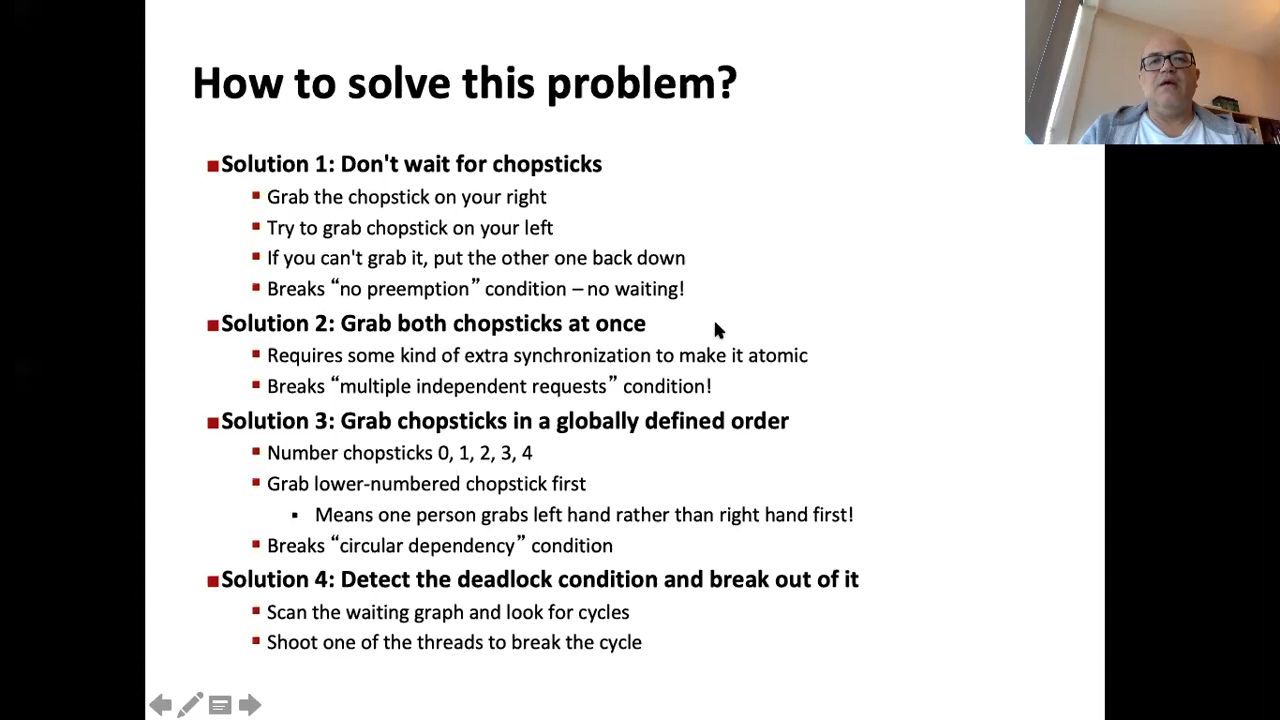 How to solve this problem?
Solution 1: Don't wait for chopsticks
Grab the chopstick on your right
Try to grab chopstick on your left
If you can't grab it, put the other one back down
Breaks “no preemption” condition – no waiting!
Solution 2: Grab both chopsticks at once
Requires some kind of extra synchronization to make it atomic
Breaks “multiple independent requests” condition!
Solution 3: Grab chopsticks in a globally defined order
Number chopsticks 0, 1, 2, 3, 4
Grab lower-numbered chopstick first
Means one person grabs left hand rather than right hand first!
Breaks “circular dependency” condition
Solution 4: Detect the deadlock condition and break out of it
Scan the waiting graph and look for cycles
Shoot one of the threads to break the cycle